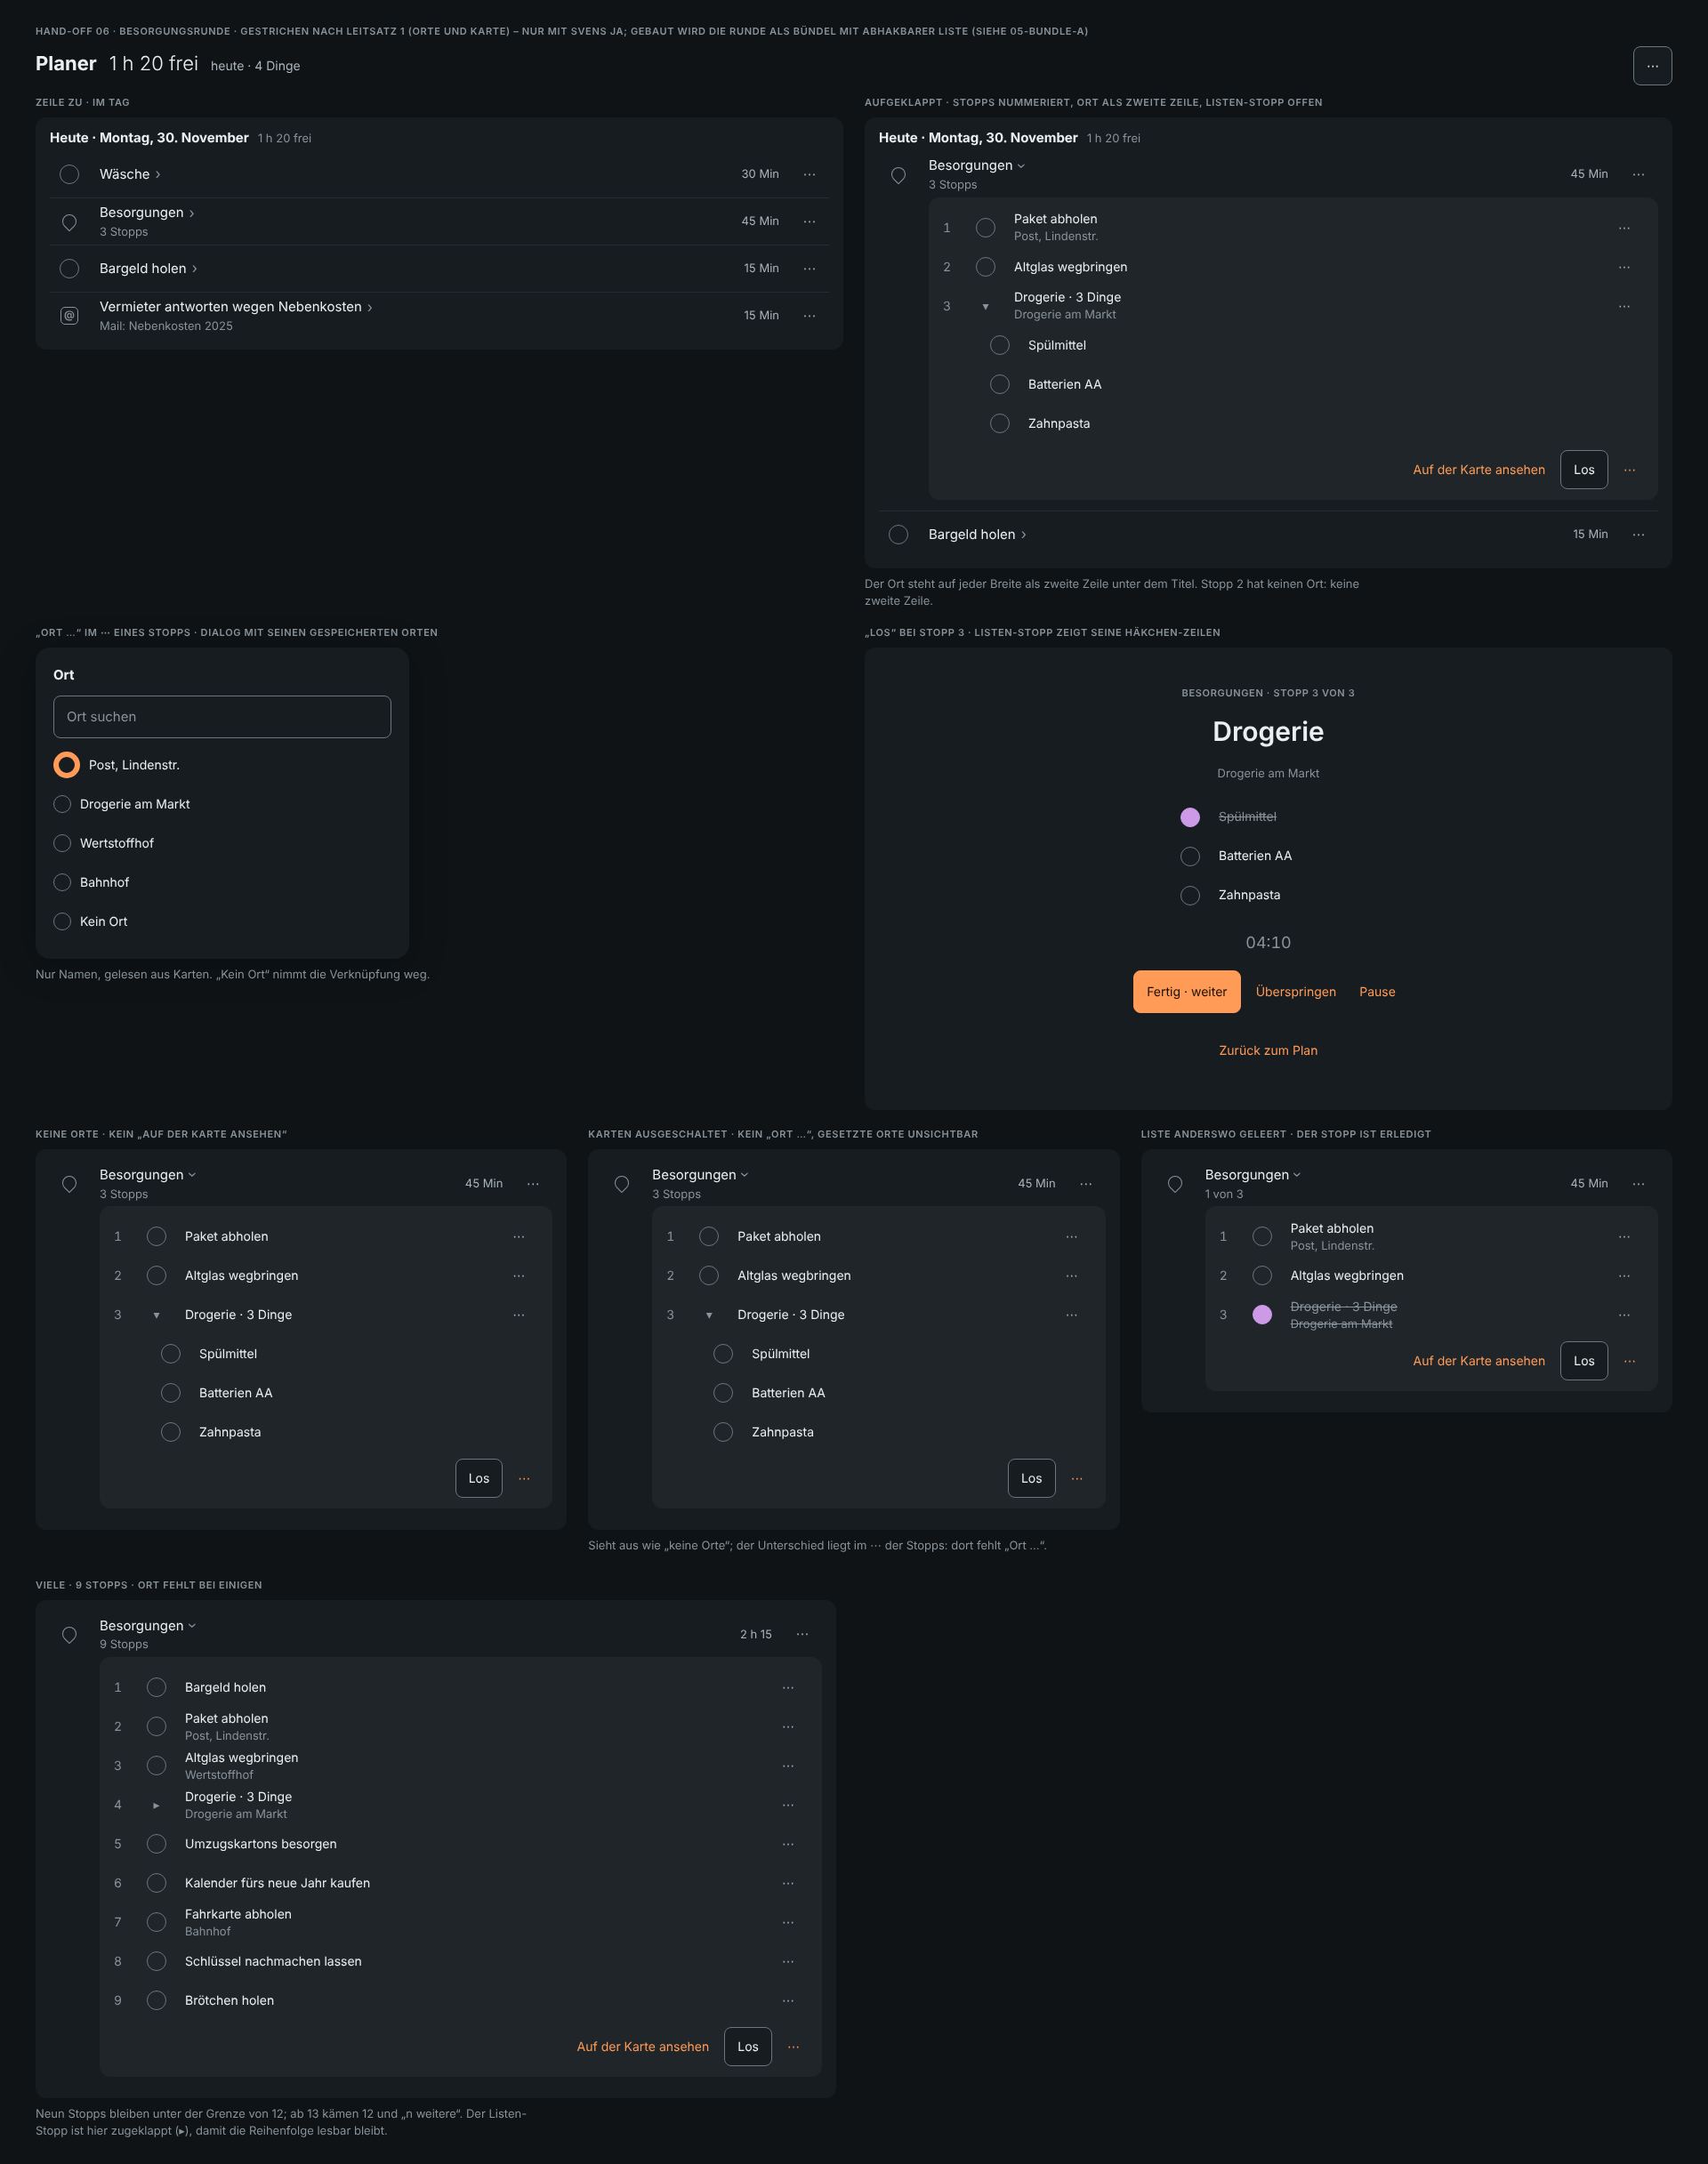 HAND-OFF 06 · BESORGUNGSRUNDE · GESTRICHEN NACH LEITSATZ 1 (ORTE UND KARTE) – NUR MIT SVENS JA; GEBAUT WIRD DIE RUNDE ALS BÜNDEL MIT ABHAKBARER LISTE (SIEHE 05-BUNDLE-A)
Planer 1 h 20 frei heute · 4 Dinge
···
ZEILE ZU · IM TAG
Heute · Montag, 30. November 1 h 20 frei
Wäsche › 30 Min ···
Besorgungen › 45 Min ···
3 Stopps
Bargeld holen › 15 Min ···
@ Vermieter antworten wegen Nebenkosten › 15 Min ···
Mail: Nebenkosten 2025
AUFGEKLAPPT · STOPPS NUMMERIERT, ORT ALS ZWEITE ZEILE, LISTEN-STOPP OFFEN
Heute · Montag, 30. November 1 h 20 frei
Besorgungen 45 Min ···
3 Stopps
1 Paket abholen ···
Post, Lindenstr.
2 Altglas wegbringen ···
3 ▾ Drogerie · 3 Dinge ···
Drogerie am Markt
Spülmittel
Batterien AA
Zahnpasta
Auf der Karte ansehen Los ···
Bargeld holen › 15 Min ···
Der Ort steht auf jeder Breite als zweite Zeile unter dem Titel. Stopp 2 hat keinen Ort: keine
zweite Zeile.
„ORT …“ IM ··· EINES STOPPS · DIALOG MIT SEINEN GESPEICHERTEN ORTEN
Ort
Ort suchen
Post, Lindenstr.
Drogerie am Markt
Wertstoffhof
Bahnhof
Kein Ort
Nur Namen, gelesen aus Karten. „Kein Ort“ nimmt die Verknüpfung weg.
„LOS“ BEI STOPP 3 · LISTEN-STOPP ZEIGT SEINE HÄKCHEN-ZEILEN
BESORGUNGEN · STOPP 3 VON 3
Drogerie
Drogerie am Markt
Spülmittel
Batterien AA
Zahnpasta
04:10
Fertig · weiter Überspringen Pause
Zurück zum Plan
KEINE ORTE · KEIN „AUF DER KARTE ANSEHEN“
Besorgungen 45 Min ···
3 Stopps
1 Paket abholen ···
2 Altglas wegbringen ···
3 ▾ Drogerie · 3 Dinge ···
Spülmittel
Batterien AA
Zahnpasta
Los ···
KARTEN AUSGESCHALTET · KEIN „ORT …“, GESETZTE ORTE UNSICHTBAR
Besorgungen 45 Min ···
3 Stopps
1 Paket abholen ···
2 Altglas wegbringen ···
3 ▾ Drogerie · 3 Dinge ···
Spülmittel
Batterien AA
Zahnpasta
Los ···
Sieht aus wie „keine Orte“; der Unterschied liegt im ··· der Stopps: dort fehlt „Ort …“.
LISTE ANDERSWO GELEERT · DER STOPP IST ERLEDIGT
Besorgungen 45 Min ···
1 von 3
1 Paket abholen ···
Post, Lindenstr.
2 Altglas wegbringen ···
3 Drogerie · 3 Dinge ···
Drogerie am Markt
Auf der Karte ansehen Los ···
VIELE · 9 STOPPS · ORT FEHLT BEI EINIGEN
Besorgungen 2 h 15 ···
9 Stopps
1 Bargeld holen ···
2 Paket abholen ···
Post, Lindenstr.
3 Altglas wegbringen ···
Wertstoffhof
4 ▸ Drogerie · 3 Dinge ···
Drogerie am Markt
5 Umzugskartons besorgen ···
6 Kalender fürs neue Jahr kaufen ···
7 Fahrkarte abholen ···
Bahnhof
8 Schlüssel nachmachen lassen ···
9 Brötchen holen ···
Auf der Karte ansehen Los ···
Neun Stopps bleiben unter der Grenze von 12; ab 13 kämen 12 und „n weitere“. Der Listen-
Stopp ist hier zugeklappt (▸), damit die Reihenfolge lesbar bleibt.